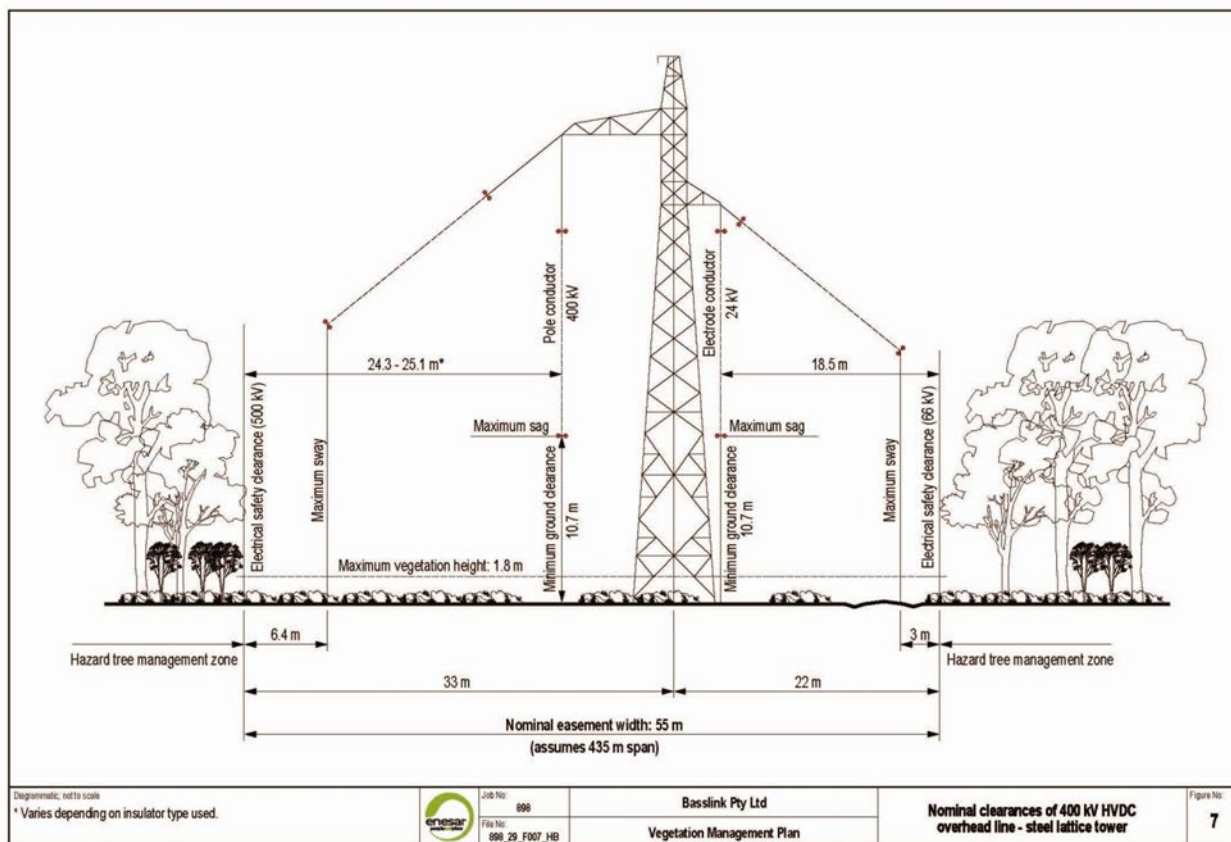 Pole conductor
400 kV
Electrode conductor
24 kV
24.3 - 25.1 m*
18.5 m
Electrical safety clearance (500 kV)
Maximum sway
Maximum sag
Minimum ground clearance
10.7 m
Maximum sag
Minimum ground clearance
10.7 m
Maximum sway
Electrical safety clearance (66 kV)
Maximum vegetation height: 1.8 m
6.4 m
3 m
Hazard tree management zone
Hazard tree management zone
33 m
22 m
Nominal easement width: 55 m
(assumes 435 m span)
Diagrammatic; not to scale
* Varies depending on insulator type used.
enesar
Job No:
898
File No:
898_29_F007_HB
Basslink Pty Ltd
Vegetation Management Plan
Nominal clearances of 400 kV HVDC
overhead line - steel lattice tower
Figure No:
7